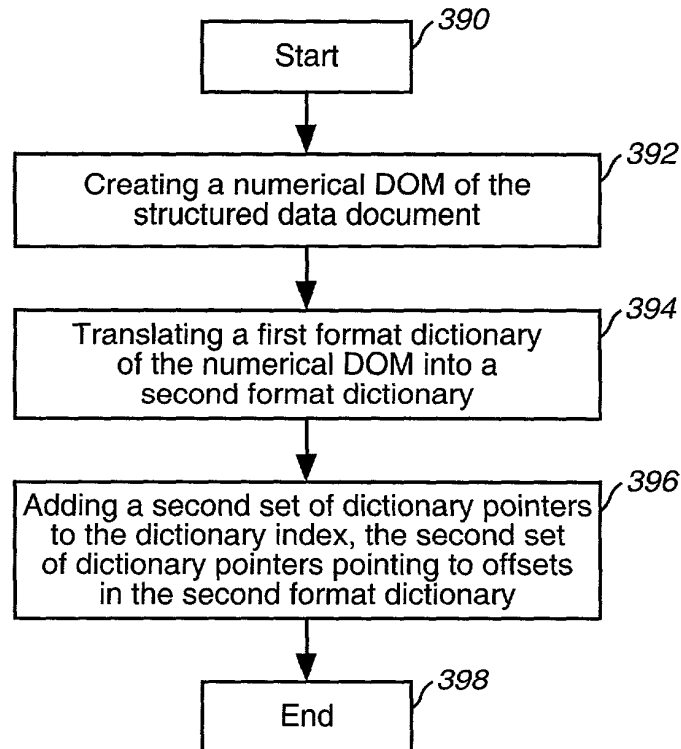 390
Start
392
Creating a numerical DOM of the
structured data document
394
Translating a first format dictionary
of the numerical DOM into a
second format dictionary
396
Adding a second set of dictionary pointers
to the dictionary index, the second set
of dictionary pointers pointing to offsets
in the second format dictionary
398
End